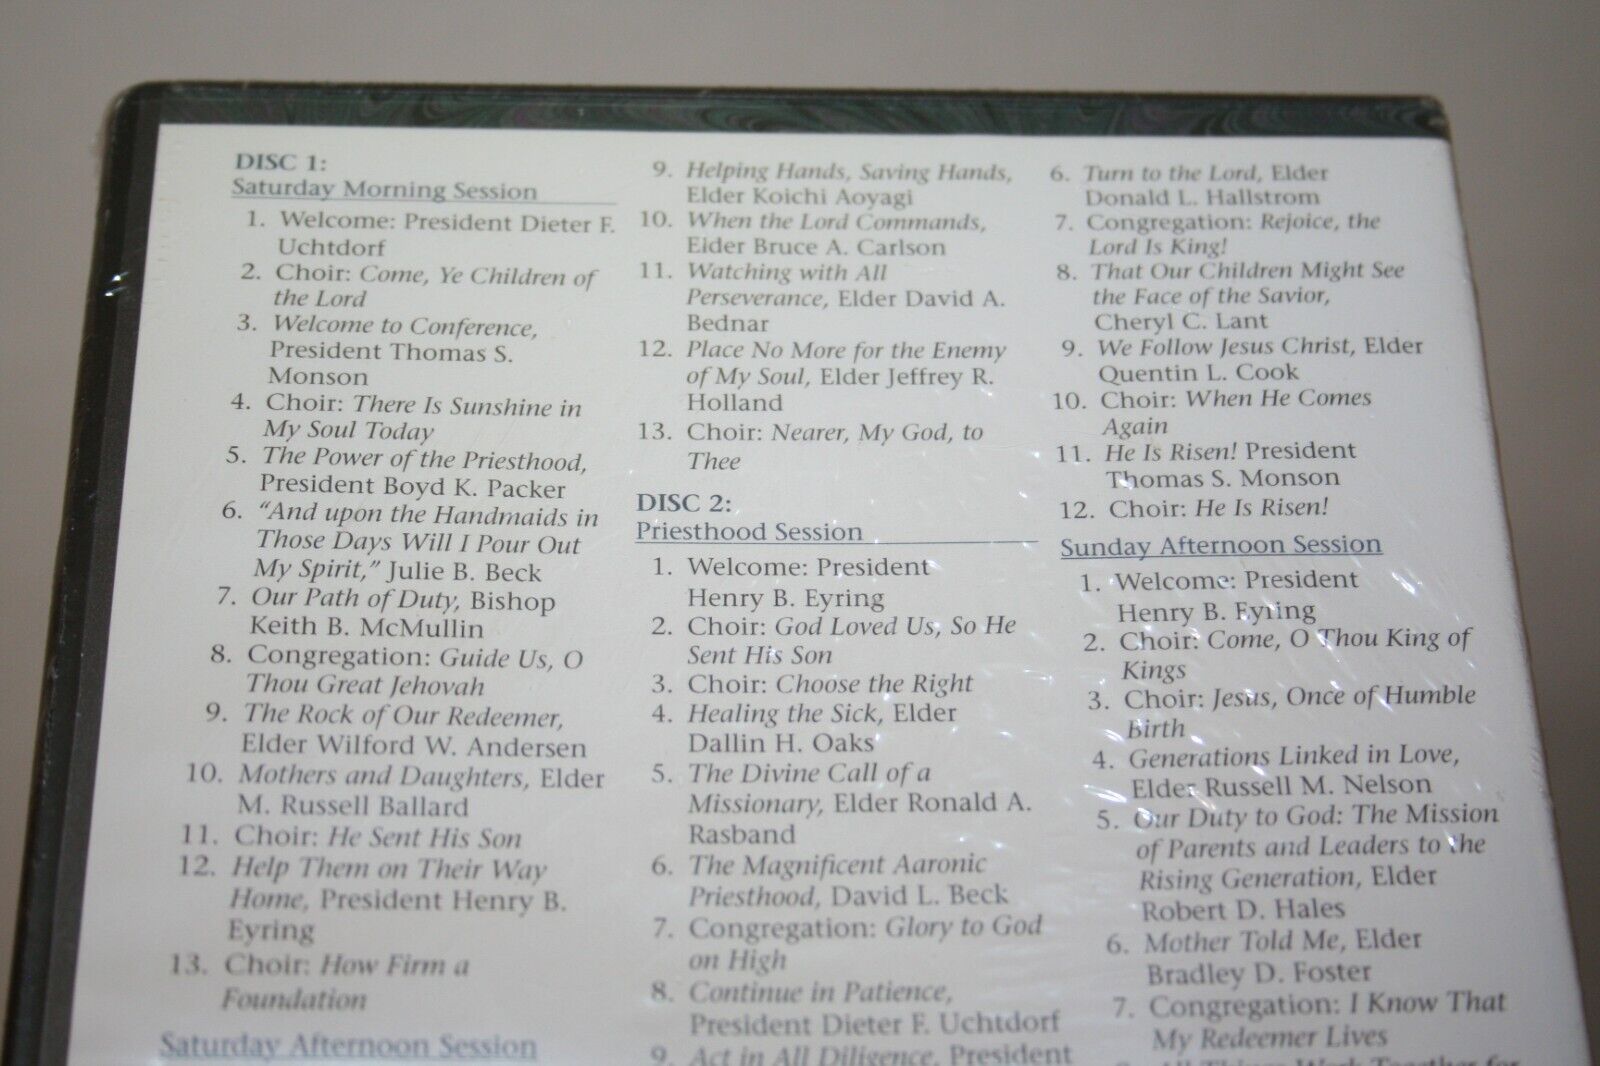 DISC 1:
Saturday Morning Session
1. Welcome: President Dieter F.
Uchtdorf
2. Choir: Come, Ye Children of
the Lord
3. Welcome to Conference,
President Thomas S.
Monson
4. Choir: There Is Sunshine in
My Soul Today
5. The Power of the Priesthood,
President Boyd K. Packer
6. “And upon the Handmaids in
Those Days Will I Pour Out
My Spirit,” Julie B. Beck
7. Our Path of Duty, Bishop
Keith B. McMullin
8. Congregation: Guide Us, O
Thou Great Jehovah
9. The Rock of Our Redeemer,
Elder Wilford W. Andersen
10. Mothers and Daughters, Elder
M. Russell Ballard
11. Choir: He Sent His Son
12. Help Them on Their Way
Home, President Henry B.
Eyring
13. Choir: How Firm a
Foundation
Saturday Afternoon Session
9. Helping Hands, Saving Hands,
Elder Koichi Aoyagi
10. When the Lord Commands,
Elder Bruce A. Carlson
11. Watching with All
Perseverance, Elder David A.
Bednar
12. Place No More for the Enemy
of My Soul, Elder Jeffrey R.
Holland
13. Choir: Nearer, My God, to
Thee
DISC 2:
Priesthood Session
1. Welcome: President
Henry B. Eyring
2. Choir: God Loved Us, So He
Sent His Son
3. Choir: Choose the Right
4. Healing the Sick, Elder
Dallin H. Oaks
5. The Divine Call of a
Missionary, Elder Ronald A.
Rasband
6. The Magnificent Aaronic
Priesthood, David L. Beck
7. Congregation: Glory to God
on High
8. Continue in Patience,
President Dieter F. Uchtdorf
9. Act in All Diligence, President
6. Turn to the Lord, Elder
Donald L. Hallstrom
7. Congregation: Rejoice, the
Lord Is King!
8. That Our Children Might See
the Face of the Savior,
Cheryl C. Lant
9. We Follow Jesus Christ, Elder
Quentin L. Cook
10. Choir: When He Comes
Again
11. He Is Risen! President
Thomas S. Monson
12. Choir: He Is Risen!
Sunday Afternoon Session
1. Welcome: President
Henry B. Eyring
2. Choir: Come, O Thou King of
Kings
3. Choir: Jesus, Once of Humble
Birth
4. Generations Linked in Love,
Elder Russell M. Nelson
5. Our Duty to God: The Mission
of Parents and Leaders to the
Rising Generation, Elder
Robert D. Hales
6. Mother Told Me, Elder
Bradley D. Foster
7. Congregation: I Know That
My Redeemer Lives
8. All Things Work Together for